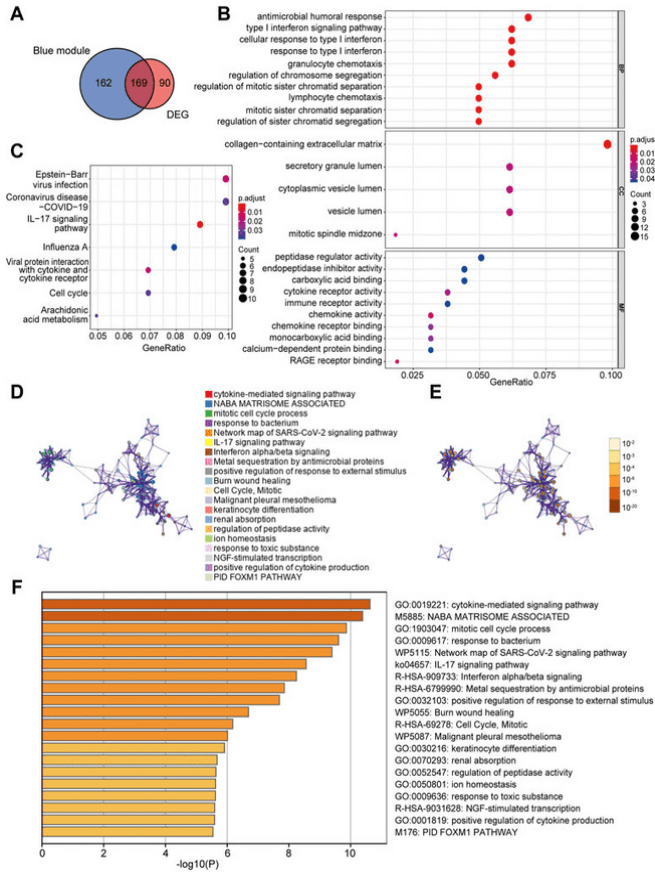 A
Blue module
162
169
90
DEG
B
antimicrobial humoral response
type I interferon signaling pathway
cellular response to type I interferon
response to type I interferon
granulocyte chemotaxis
regulation of chromosome segregation
regulation of mitotic sister chromatid separation
lymphocyte chemotaxis
mitotic sister chromatid separation
regulation of sister chromatid segregation
BP
collagen-containing extracellular matrix
secretory granule lumen
cytoplasmic vesicle lumen
vesicle lumen
mitotic spindle midzone
CC
peptidase regulator activity
endopeptidase inhibitor activity
carboxylic acid binding
cytokine receptor activity
immune receptor activity
chemokine activity
chemokine receptor binding
monocarboxylic acid binding
calcium-dependent protein binding
RAGE receptor binding
MF
0.025 0.050 0.075 0.100
GeneRatio
p.adjust
0.01
0.02
0.03
0.04
Count
3
6
9
12
15
C
Epstein-Barr
virus infection
Coronavirus disease
-COVID-19
IL-17 signaling
pathway
Influenza A
Viral protein interaction
with cytokine and
cytokine receptor
Cell cycle
Arachidonic
acid metabolism
0.05 0.06 0.07 0.08 0.09 0.10
GeneRatio
p.adjust
0.01
0.02
0.03
Count
5
6
7
8
9
10
D
cytokine-mediated signaling pathway
NABA MATRISOME ASSOCIATED
mitotic cell cycle process
response to bacterium
Network map of SARS-CoV-2 signaling pathway
IL-17 signaling pathway
Interferon alpha/beta signaling
Metal sequestration by antimicrobial proteins
positive regulation of response to external stimulus
Burn wound healing
Cell Cycle, Mitotic
Malignant pleural mesothelioma
keratinocyte differentiation
renal absorption
regulation of peptidase activity
ion homeostasis
response to toxic substance
NGF-stimulated transcription
positive regulation of cytokine production
PID FOXM1 PATHWAY
E
10-2
10-3
10-4
10-6
10-10
10-20
F
GO:0019221: cytokine-mediated signaling pathway
M5885: NABA MATRISOME ASSOCIATED
GO:1903047: mitotic cell cycle process
GO:0009617: response to bacterium
WP5115: Network map of SARS-CoV-2 signaling pathway
ko04657: IL-17 signaling pathway
R-HSA-909733: Interferon alpha/beta signaling
R-HSA-6799990: Metal sequestration by antimicrobial proteins
GO:0032103: positive regulation of response to external stimulus
WP5055: Burn wound healing
R-HSA-69278: Cell Cycle, Mitotic
WP5087: Malignant pleural mesothelioma
GO:0030216: keratinocyte differentiation
GO:0070293: renal absorption
GO:0052547: regulation of peptidase activity
GO:0050801: ion homeostasis
GO:0009636: response to toxic substance
R-HSA-9031628: NGF-stimulated transcription
GO:0001819: positive regulation of cytokine production
M176: PID FOXM1 PATHWAY
0 2 4 6 8 10
-log10(P)